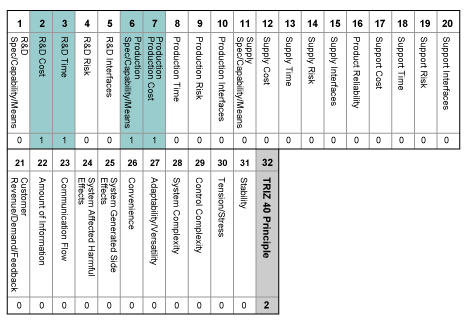 1 2 3 4 5 6 7 8 9 10 11 12 13 14 15 16 17 18 19 20
R&D Spec/Capability/Means
R&D Cost
R&D Time
R&D Risk
R&D Interfaces
Production Spec/Capability/Means
Production Production Cost
Production Time
Production Risk
Production Interfaces
Supply Spec/Capability/Means
Supply Cost
Supply Time
Supply Risk
Supply Interfaces
Product Reliability
Support Cost
Support Time
Support Risk
Support Interfaces
0 1 1 0 0 1 1 0 0 0 0 0 0 0 0 0 0 0 0 0
21 22 23 24 25 26 27 28 29 30 31 32
Customer Revenue/Demand/Feedback
Amount of Information
Communication Flow
System Affected Harmful Effects
System Generated Side Effects
Convenience
Adaptability/Versatility
System Complexity
Control Complexity
Tension/Stress
Stability
TRIZ 40 Principle
0 0 0 0 0 0 0 0 0 0 0 2